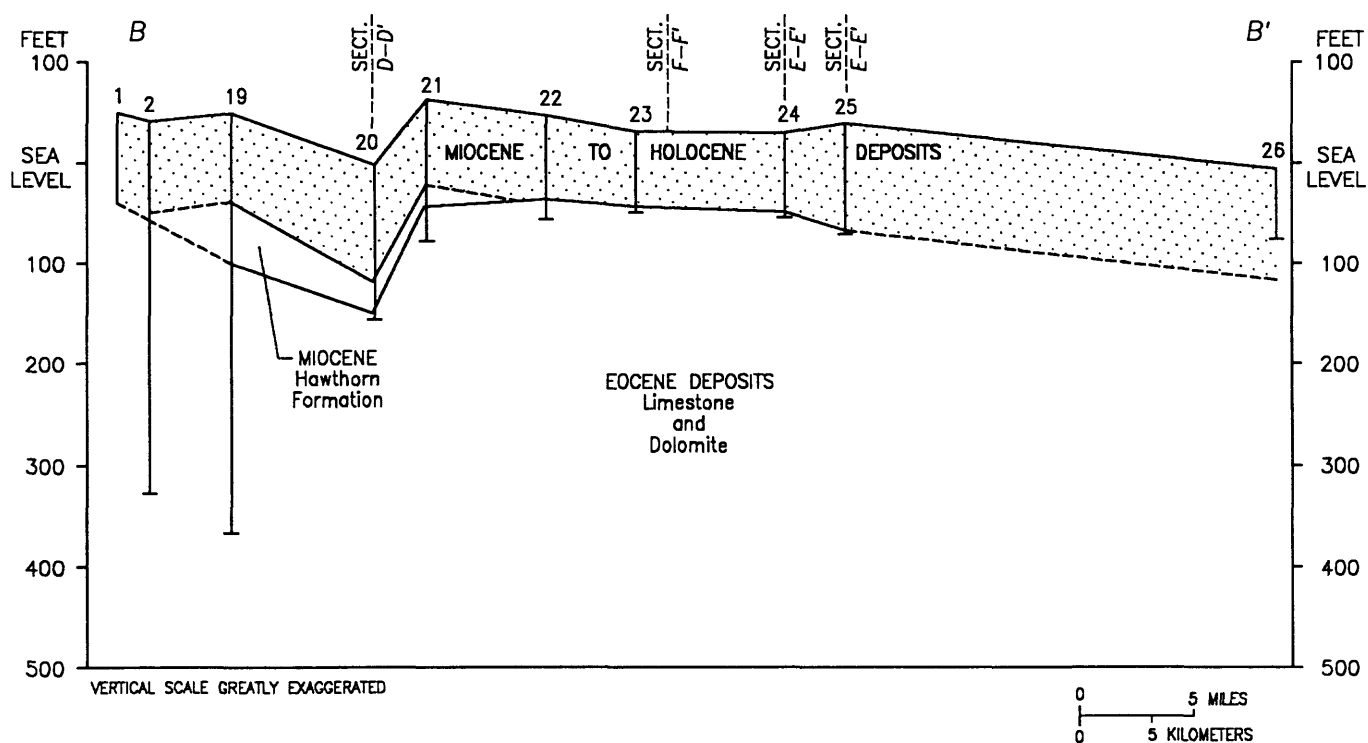 FEET
B
SECT.
D-D'
SECT.
F-F'
SECT.
E-E'
SECT.
E-E'
B'
FEET
100
100
1
2
19
20
21
22
23
24
25
26
SEA
LEVEL
MIOCENE TO HOLOCENE DEPOSITS
SEA
LEVEL
100
100
MIOCENE
Hawthorn
Formation
200
200
EOCENE DEPOSITS
Limestone
and
Dolomite
300
300
400
400
500
500
VERTICAL SCALE GREATLY EXAGGERATED
0 5 MILES
0 5 KILOMETERS